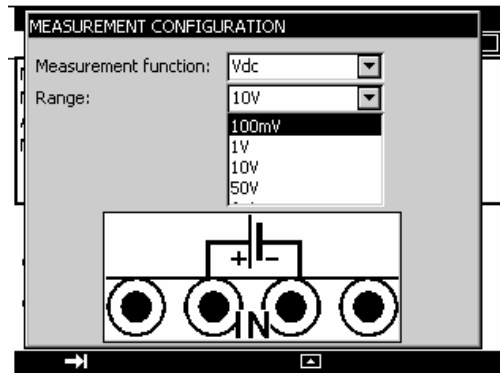 MEASUREMENT CONFIGURATION
Measurement function: Vdc
Range: 10V
100mV
1V
10V
50V
+ -
IN